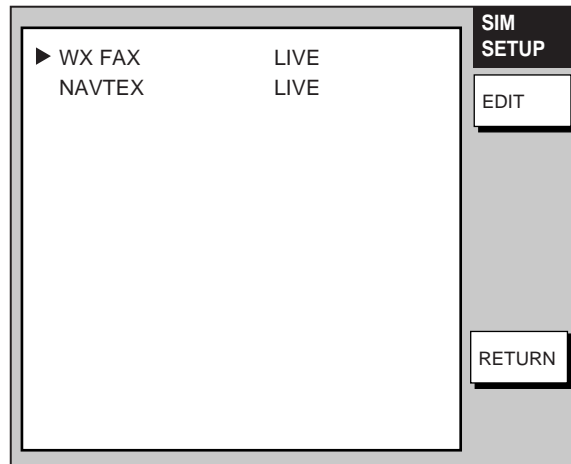 SIM
SETUP
▶ WX FAX LIVE
NAVTEX LIVE
EDIT
RETURN